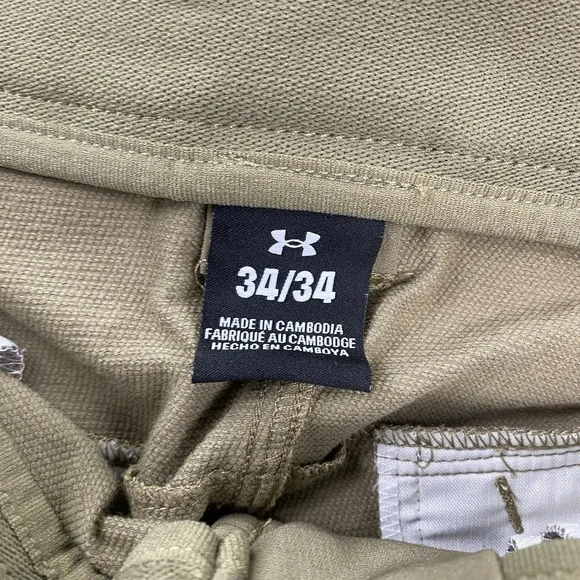 34/34
MADE IN CAMBODIA
FABRIQUÉ AU CAMBODGE
HECHO EN CAMBOYA